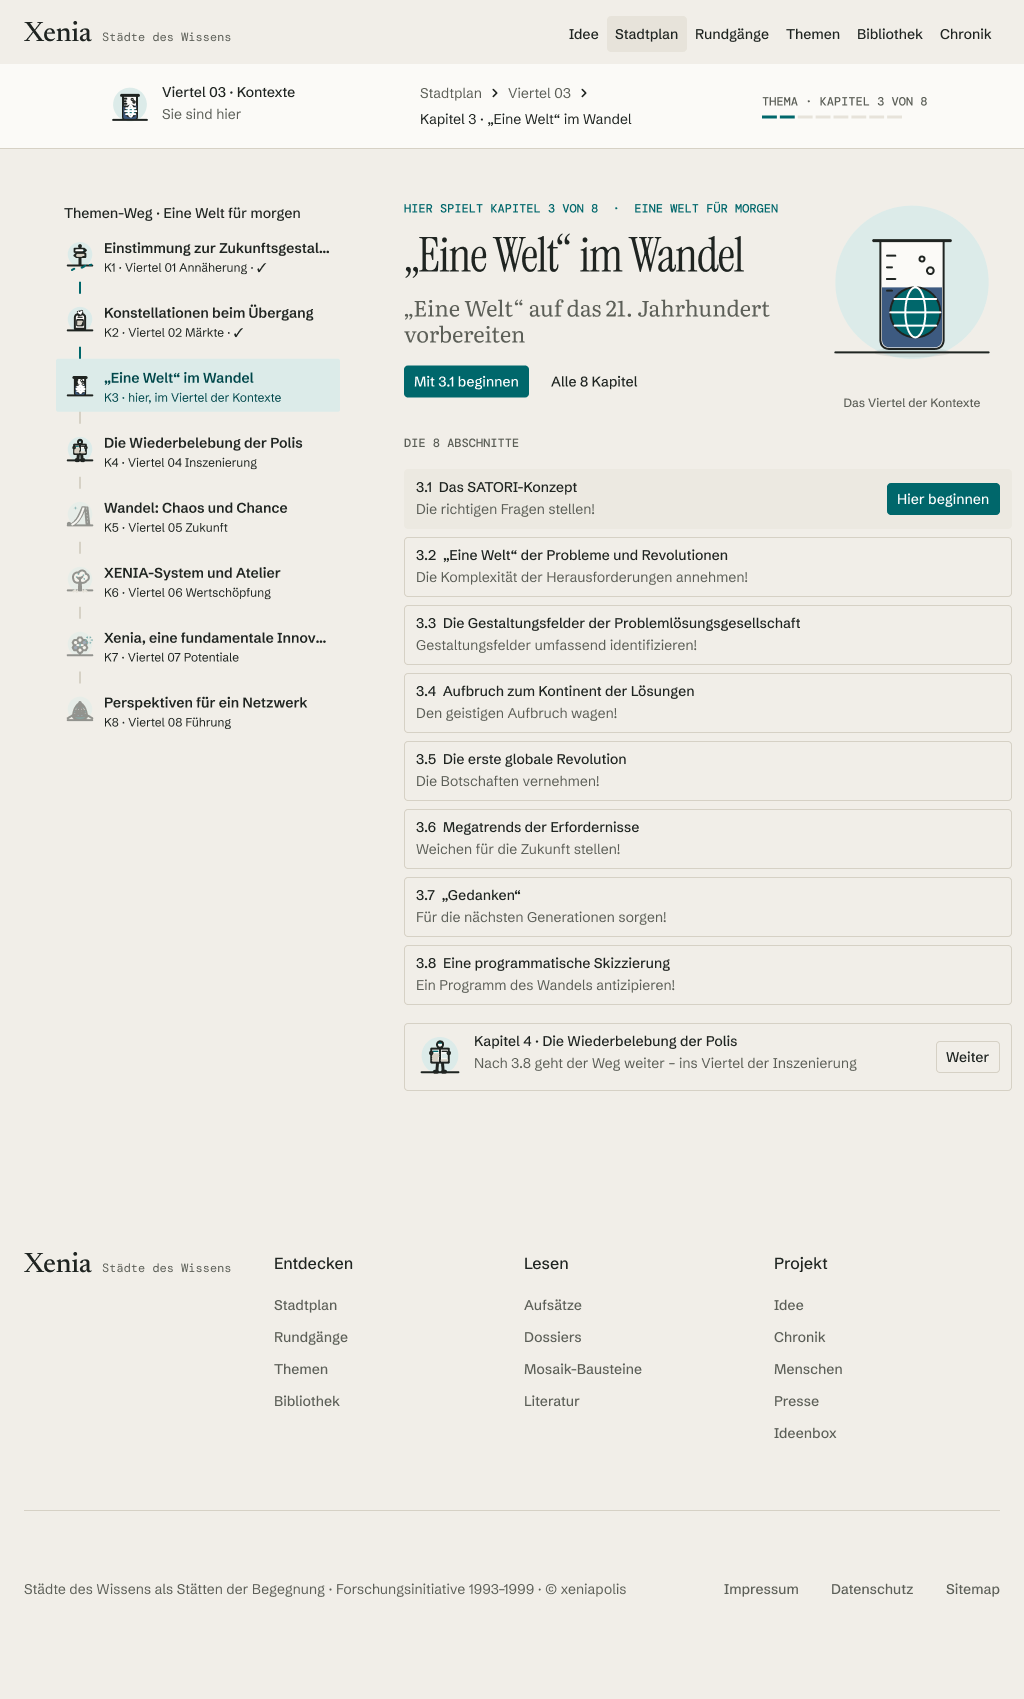 Xenia Städte des Wissens
Idee Stadtplan Rundgänge Themen Bibliothek Chronik
Viertel 03 · Kontexte
Sie sind hier
Stadtplan > Viertel 03 >
Kapitel 3 · „Eine Welt“ im Wandel
THEMA · KAPITEL 3 VON 8
Themen-Weg · Eine Welt für morgen
Einstimmung zur Zukunftsgestal...
K1 · Viertel 01 Annäherung · ✓
Konstellationen beim Übergang
K2 · Viertel 02 Märkte · ✓
„Eine Welt“ im Wandel
K3 · hier, im Viertel der Kontexte
Die Wiederbelebung der Polis
K4 · Viertel 04 Inszenierung
Wandel: Chaos und Chance
K5 · Viertel 05 Zukunft
XENIA-System und Atelier
K6 · Viertel 06 Wertschöpfung
Xenia, eine fundamentale Innov...
K7 · Viertel 07 Potentiale
Perspektiven für ein Netzwerk
K8 · Viertel 08 Führung
HIER SPIELT KAPITEL 3 VON 8 · EINE WELT FÜR MORGEN
„Eine Welt“ im Wandel
„Eine Welt“ auf das 21. Jahrhundert
vorbereiten
Mit 3.1 beginnen Alle 8 Kapitel
Das Viertel der Kontexte
DIE 8 ABSCHNITTE
3.1 Das SATORI-Konzept
Die richtigen Fragen stellen!
Hier beginnen
3.2 „Eine Welt“ der Probleme und Revolutionen
Die Komplexität der Herausforderungen annehmen!
3.3 Die Gestaltungsfelder der Problemlösungsgesellschaft
Gestaltungsfelder umfassend identifizieren!
3.4 Aufbruch zum Kontinent der Lösungen
Den geistigen Aufbruch wagen!
3.5 Die erste globale Revolution
Die Botschaften vernehmen!
3.6 Megatrends der Erfordernisse
Weichen für die Zukunft stellen!
3.7 „Gedanken“
Für die nächsten Generationen sorgen!
3.8 Eine programmatische Skizzierung
Ein Programm des Wandels antizipieren!
Kapitel 4 · Die Wiederbelebung der Polis
Nach 3.8 geht der Weg weiter – ins Viertel der Inszenierung
Weiter
Xenia Städte des Wissens
Entdecken
Stadtplan
Rundgänge
Themen
Bibliothek
Lesen
Aufsätze
Dossiers
Mosaik-Bausteine
Literatur
Projekt
Idee
Chronik
Menschen
Presse
Ideenbox
Städte des Wissens als Stätten der Begegnung · Forschungsinitiative 1993–1999 · © xeniapolis
Impressum Datenschutz Sitemap